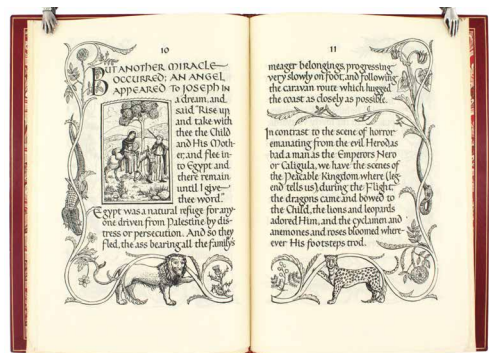 10
BUT ANOTHER MIRACLE
OCCURRED: AN ANGEL
APPEARED TO JOSEPH IN
a dream, and
said "Rise up
and take with
thee the Child
and His Moth-
er, and flee in-
to Egypt and
there remain
until I give
thee word."
Egypt was a natural refuge for any-
one driven from Palestine by dis-
tress or persecution. And so they
fled, the ass bearing all the family's
11
meager belongings, progressing
very slowly on foot, and following
the caravan route which hugged
the coast as closely as possible.
In contrast to the scene of horror
emanating from the evil Herod, as
bad a man as the Emperors Nero
or Caligula, we have the scenes of
the Peacable Kingdom where (leg-
end tells us), during the Flight,
the dragons came and bowed to
the Child, the lions and leopards
adored Him, and the cyclamen and
anemones and roses bloomed wher-
ever His footsteps trod.